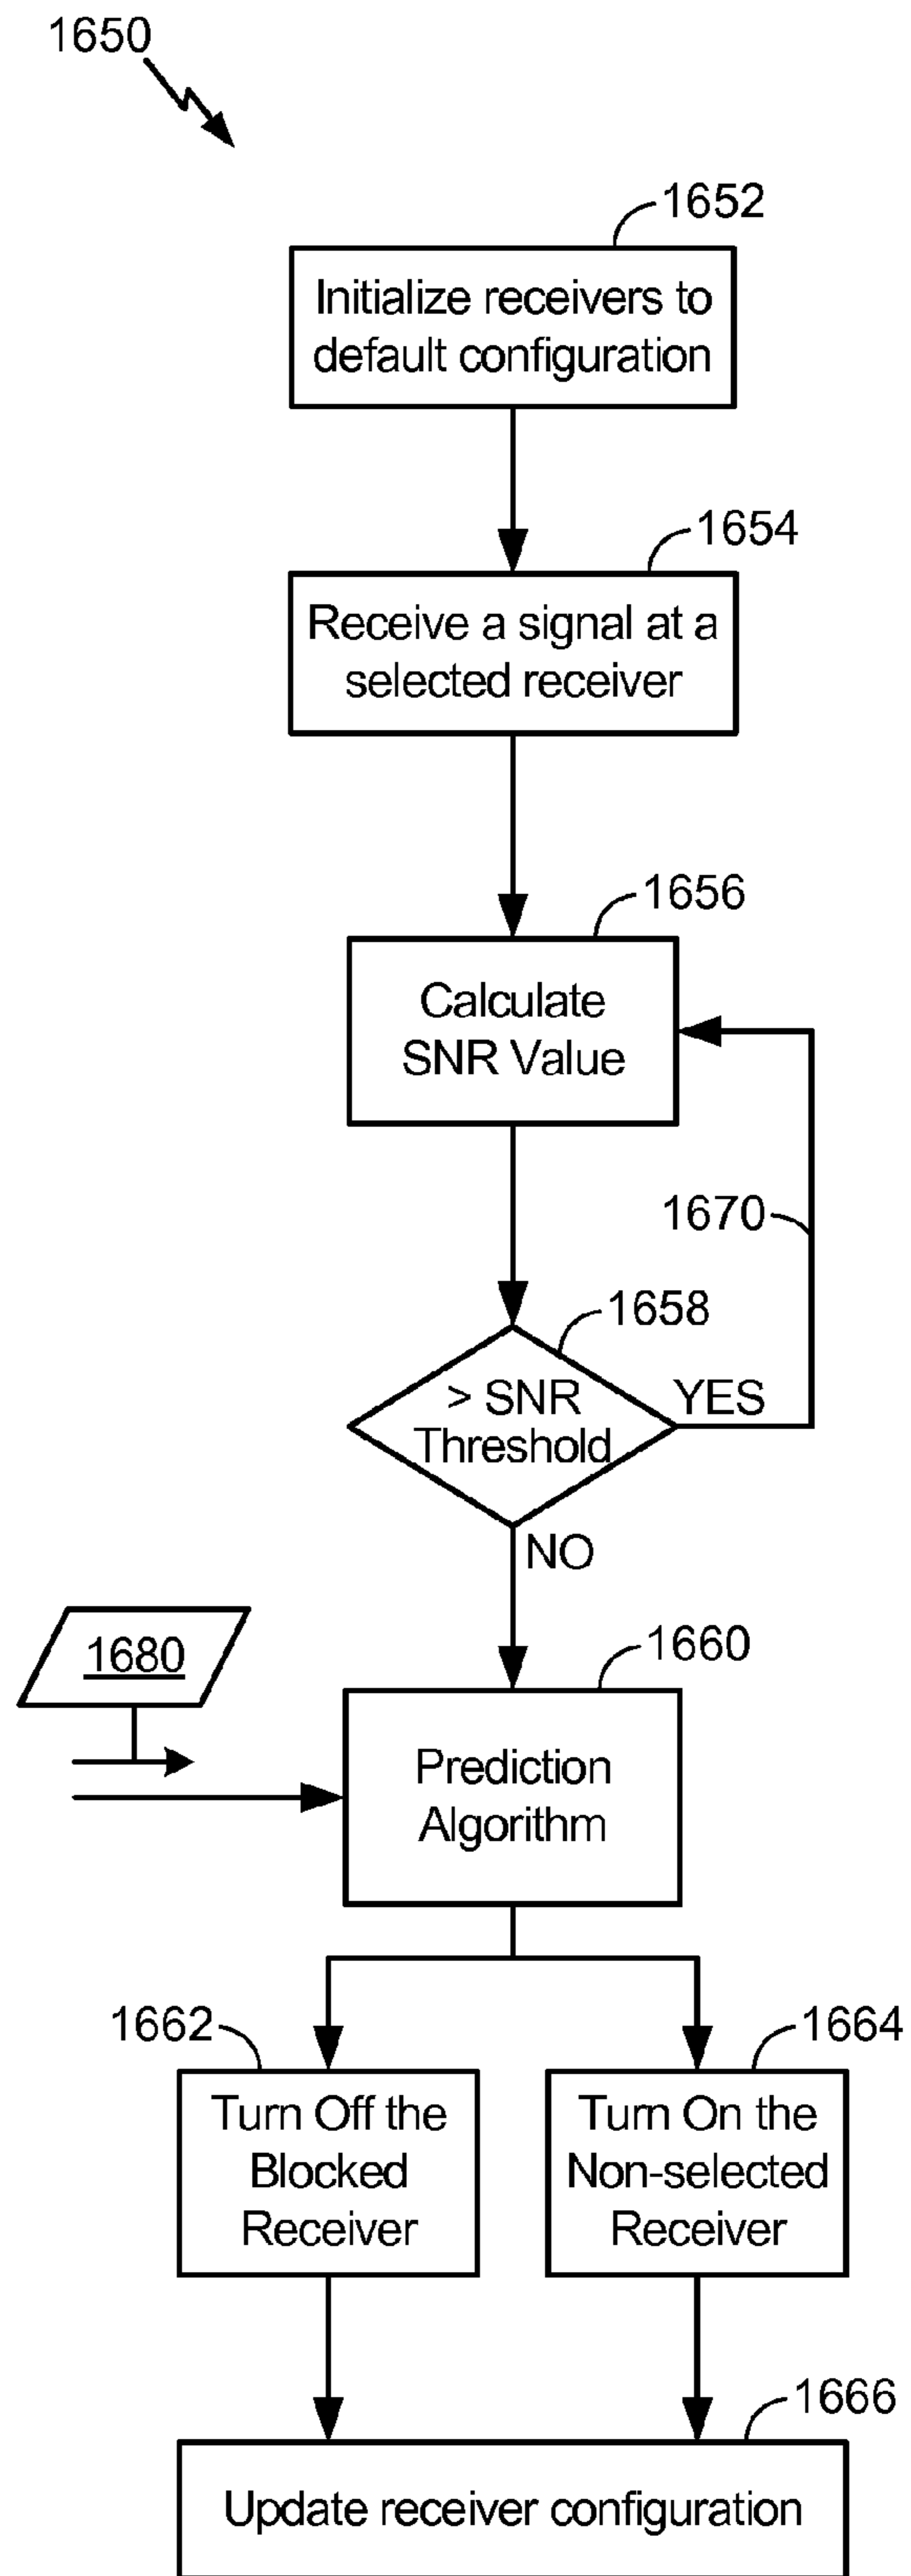 1650
1652
Initialize receivers to
default configuration
1654
Receive a signal at a
selected receiver
1656
Calculate
SNR Value
1670
1658
> SNR
Threshold
YES
NO
1680
1660
Prediction
Algorithm
1662
Turn Off the
Blocked
Receiver
1664
Turn On the
Non-selected
Receiver
1666
Update receiver configuration